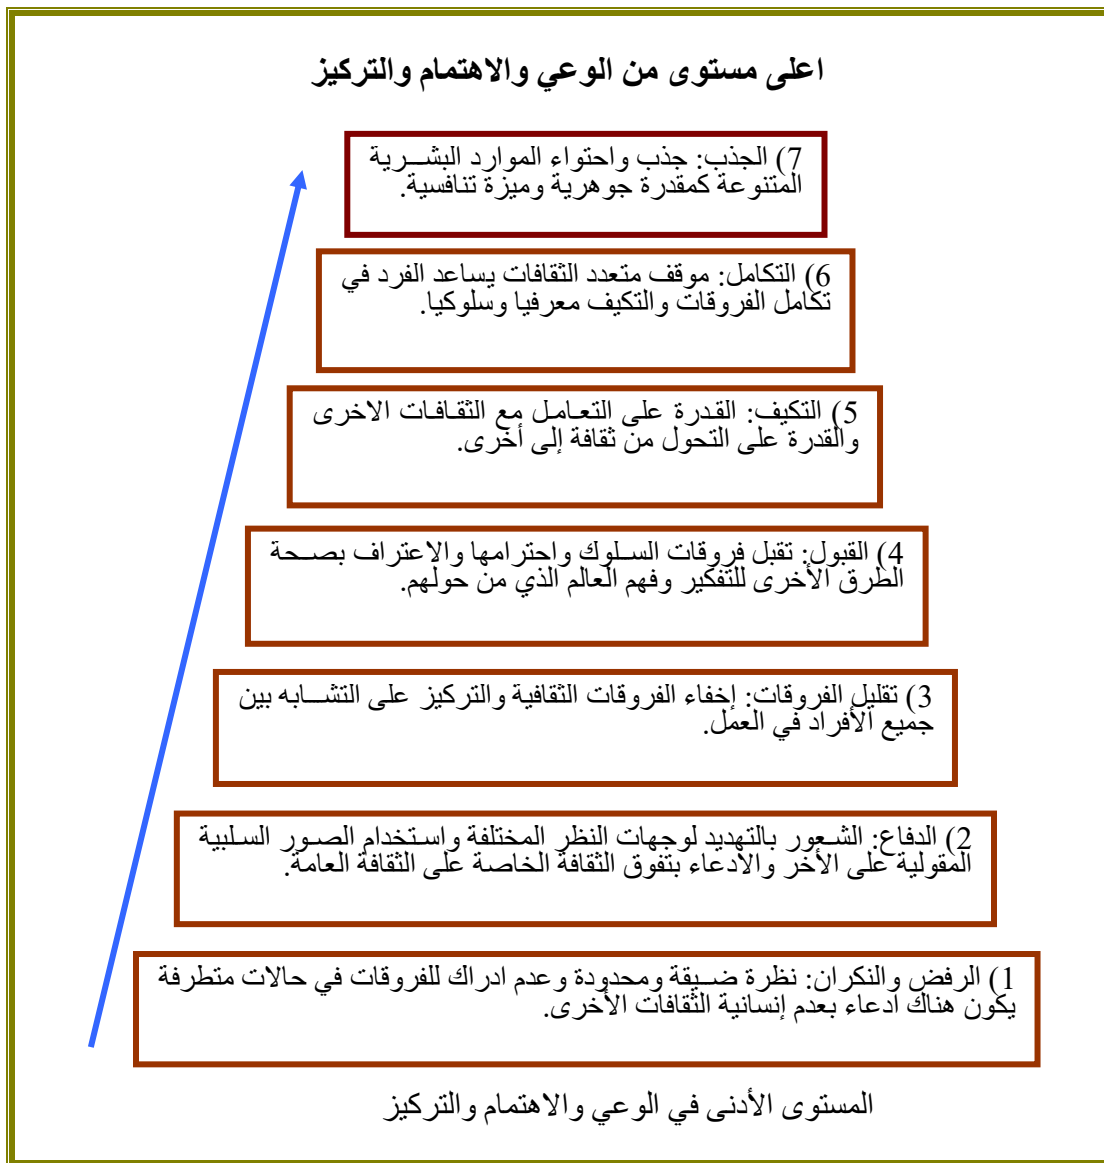 اعلى مستوى من الوعي والاهتمام والتركيز
7) الجذب: جذب واحتواء الموارد البشرية
المتنوعة كمقدرة جوهرية وميزة تنافسية.
6) التكامل: موقف متعدد الثقافات يساعد الفرد في
تكامل الفروقات والتكيف معرفيا وسلوكيا.
5) التكيف: القدرة على التعامل مع الثقافات الاخرى
والقدرة على التحول من ثقافة إلى أخرى.
4) القبول: تقبل فروقات السلوك واحترامها والاعتراف بصحة
الطرق الأخرى للتفكير وفهم العالم الذي من حولهم.
3) تقليل الفروقات: إخفاء الفروقات الثقافية والتركيز على التشابه بين
جميع الأفراد في العمل.
2) الدفاع: الشعور بالتهديد لوجهات النظر المختلفة واستخدام الصور السلبية
المقولية على الأخر والادعاء بتفوق الثقافة الخاصة على الثقافة العامة.
1) الرفض والنكران: نظرة ضيقة ومحدودة وعدم ادراك للفروقات في حالات متطرفة
يكون هناك ادعاء بعدم إنسانية الثقافات الأخرى.
المستوى الأدنى في الوعي والاهتمام والتركيز